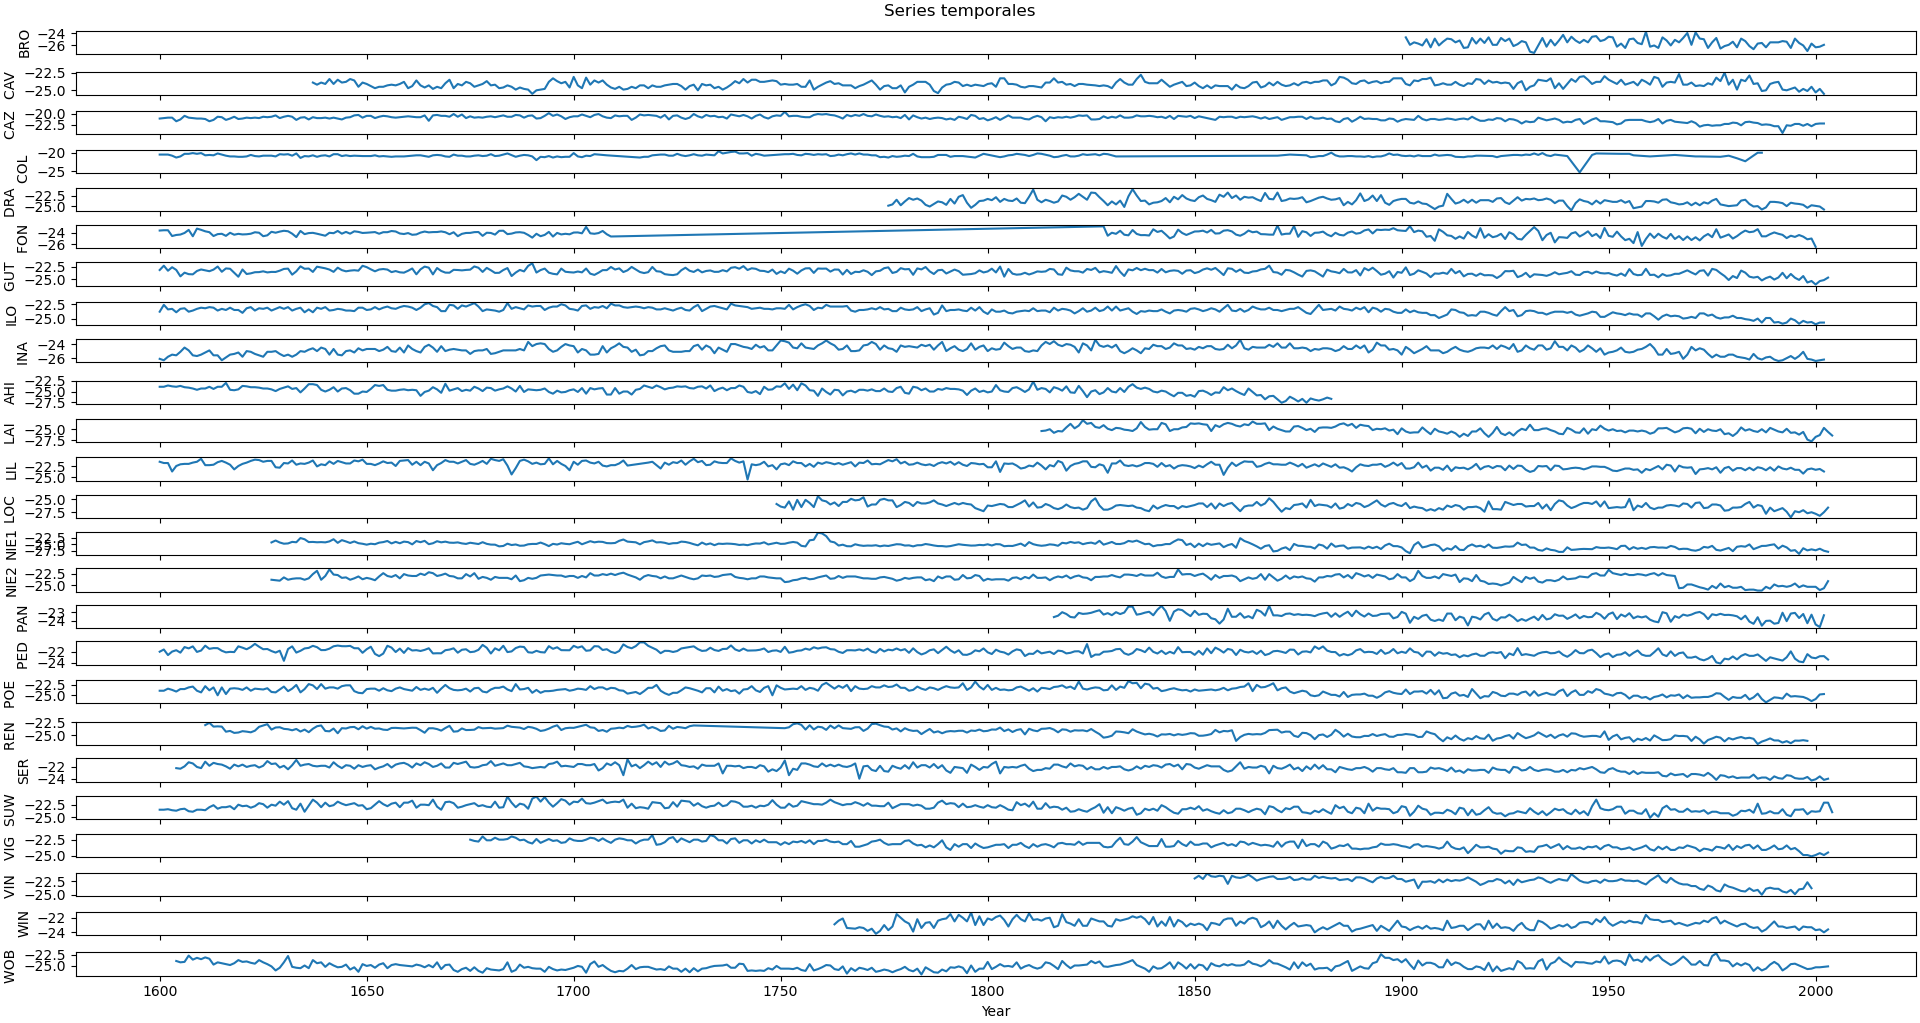 Series temporales
BRO −24 −26
CAV −22.5 −25.0
CAZ −20.0 −22.5
COL −20 −25
DRA −22.5 −25.0
FON −24 −26
GUT −22.5 −25.0
ILO −22.5 −25.0
INA −24 −26
AHI −22.5 −25.0 −27.5
LAI −25.0 −27.5
LIL −22.5 −25.0
LOC −25.0 −27.5
NIE1 −22.5 −25.0 −27.5
NIE2 −22.5 −25.0
PAN −23 −24
PED −22 −24
POE −22.5 −25.0
REN −22.5 −25.0
SER −22 −24
SUW −22.5 −25.0
VIG −22.5 −25.0
VIN −22.5 −25.0
WIN −22 −24
WOB −22.5 −25.0
1600 1650 1700 1750 1800 1850 1900 1950 2000
Year